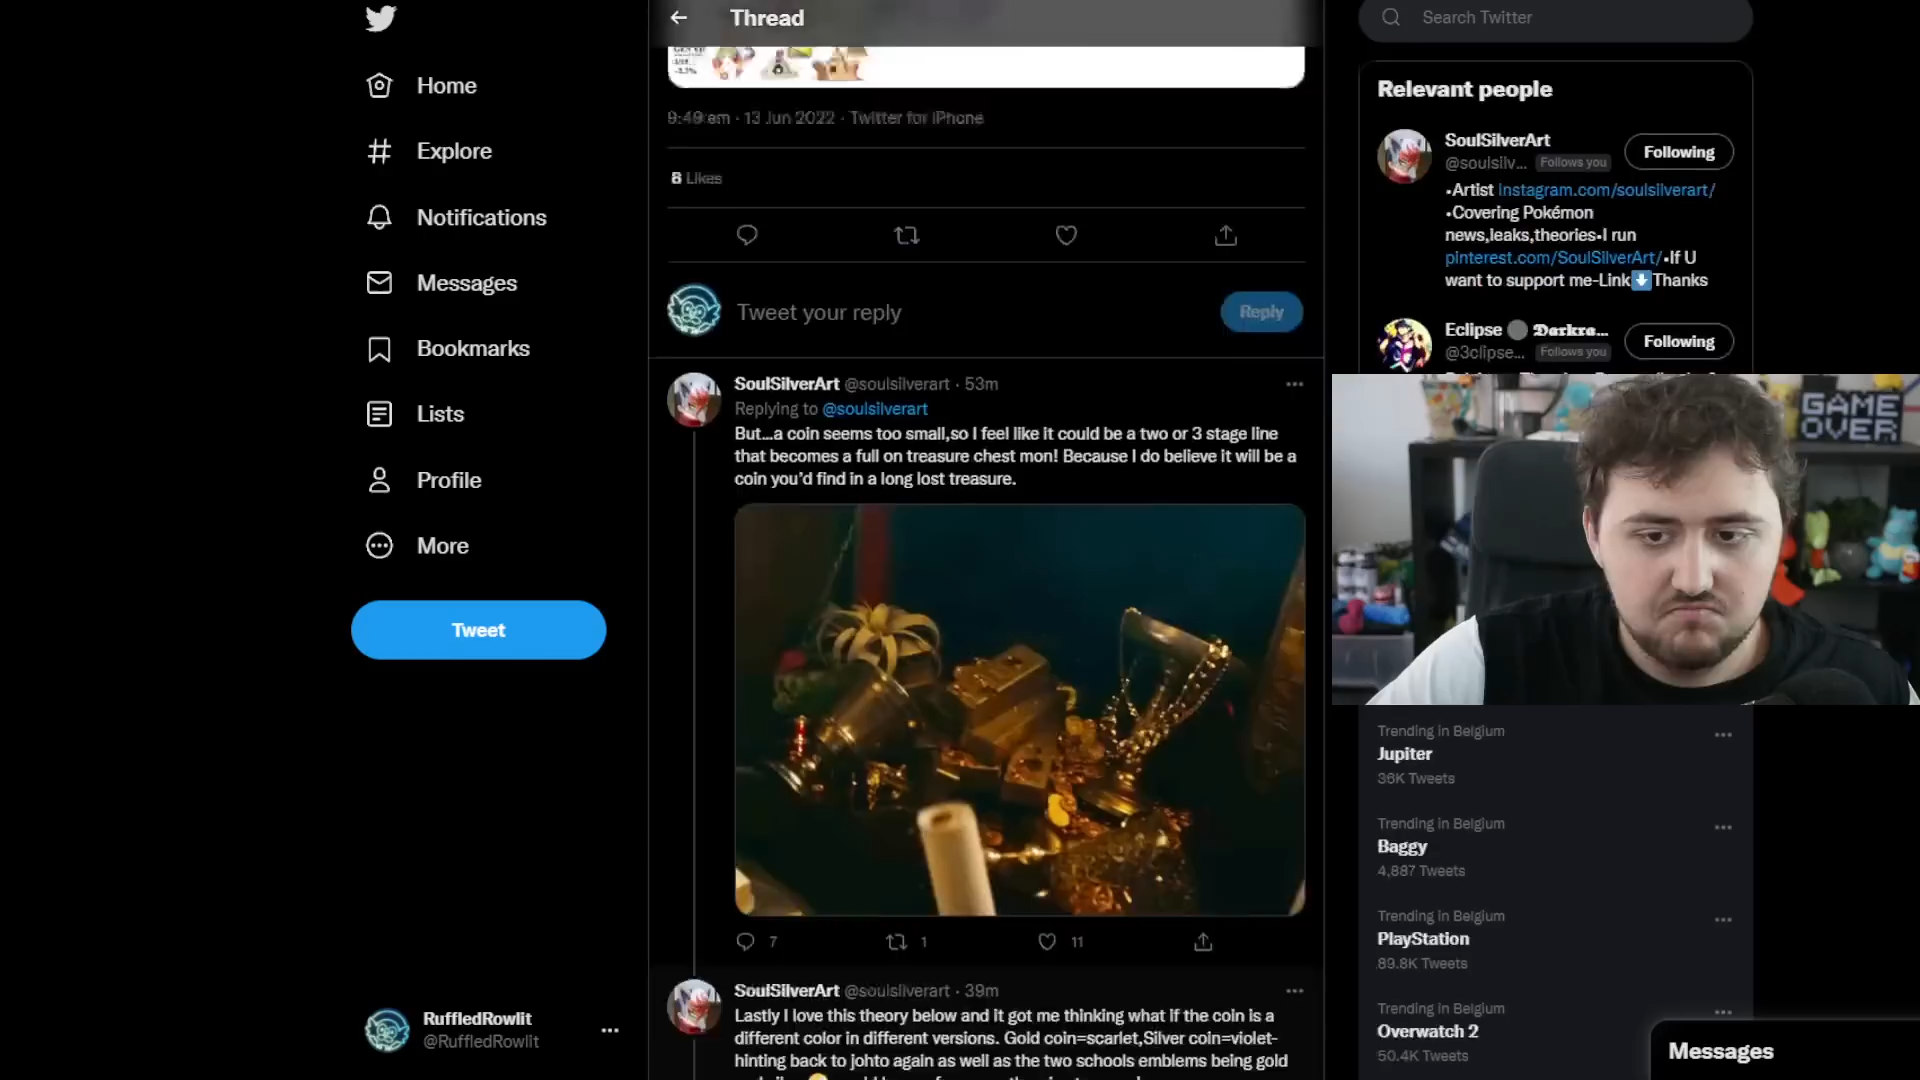 Home
Explore
Notifications
Messages
Bookmarks
Lists
Profile
More
Tweet
RuffledRowlit
@RuffledRowlit
Thread
9:49 am · 13 Jun 2022 · Twitter for iPhone
8 Likes
Tweet your reply
Reply
SoulSilverArt @soulsilverart · 53m
Replying to @soulsilverart
But...a coin seems too small,so I feel like it could be a two or 3 stage line
that becomes a full on treasure chest mon! Because I do believe it will be a
coin you'd find in a long lost treasure.
7
1
11
SoulSilverArt @soulsilverart · 39m
Lastly I love this theory below and it got me thinking what if the coin is a
different color in different versions. Gold coin=scarlet,Silver coin=violet-
hinting back to johto again as well as the two schools emblems being gold
Search Twitter
Relevant people
SoulSilverArt
@soulsilv... Follows you
Following
•Artist instagram.com/soulsilverart/
•Covering Pokémon
news,leaks,theories•I run
pinterest.com/SoulSilverArt/•If U
want to support me-Link⬇️Thanks
Eclipse 𝕯𝖆𝖗𝖐𝖗𝖆...
@3clipse... Follows you
Following
GAME
OVER
Trending in Belgium
Jupiter
36K Tweets
Trending in Belgium
Baggy
4,887 Tweets
Trending in Belgium
PlayStation
89.8K Tweets
Trending in Belgium
Overwatch 2
50.4K Tweets
Messages